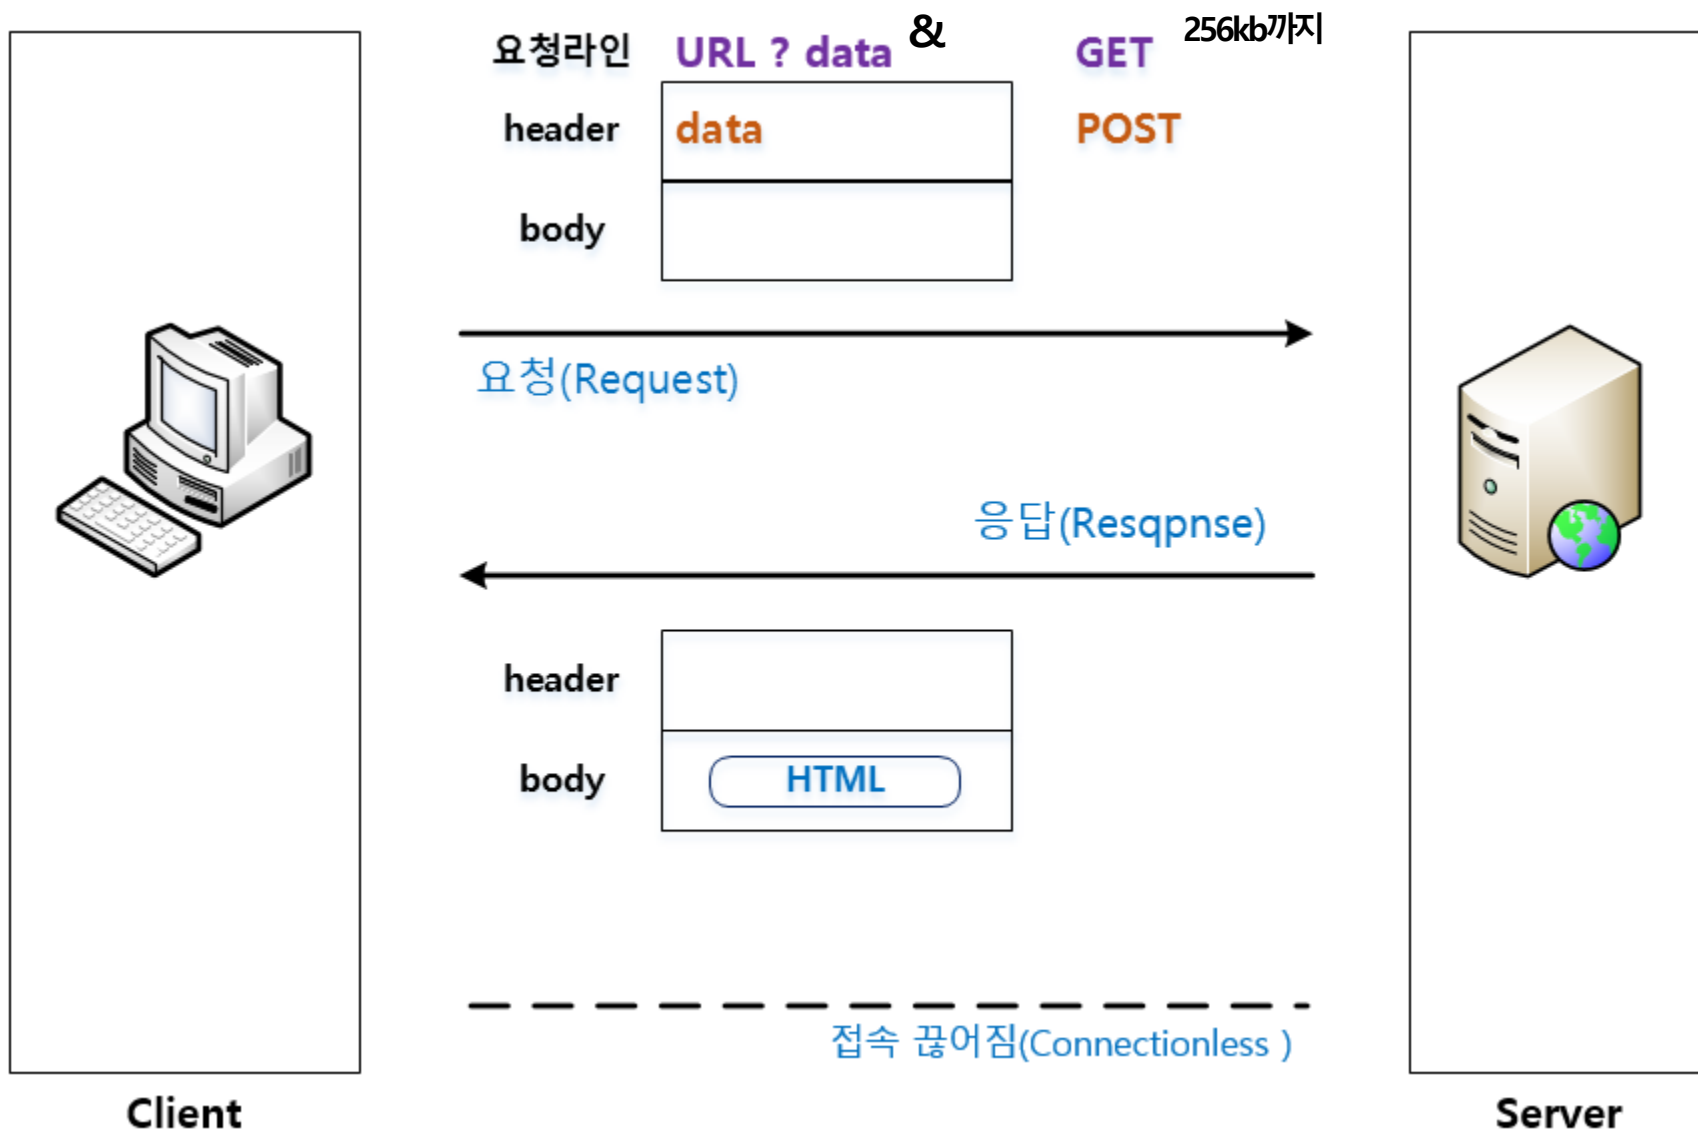 요청라인 URL ? data & GET 256kb까지
header data POST
body
요청(Request)
응답(Resqpnse)
header
body HTML
접속 끊어짐(Connectionless )
Client Server